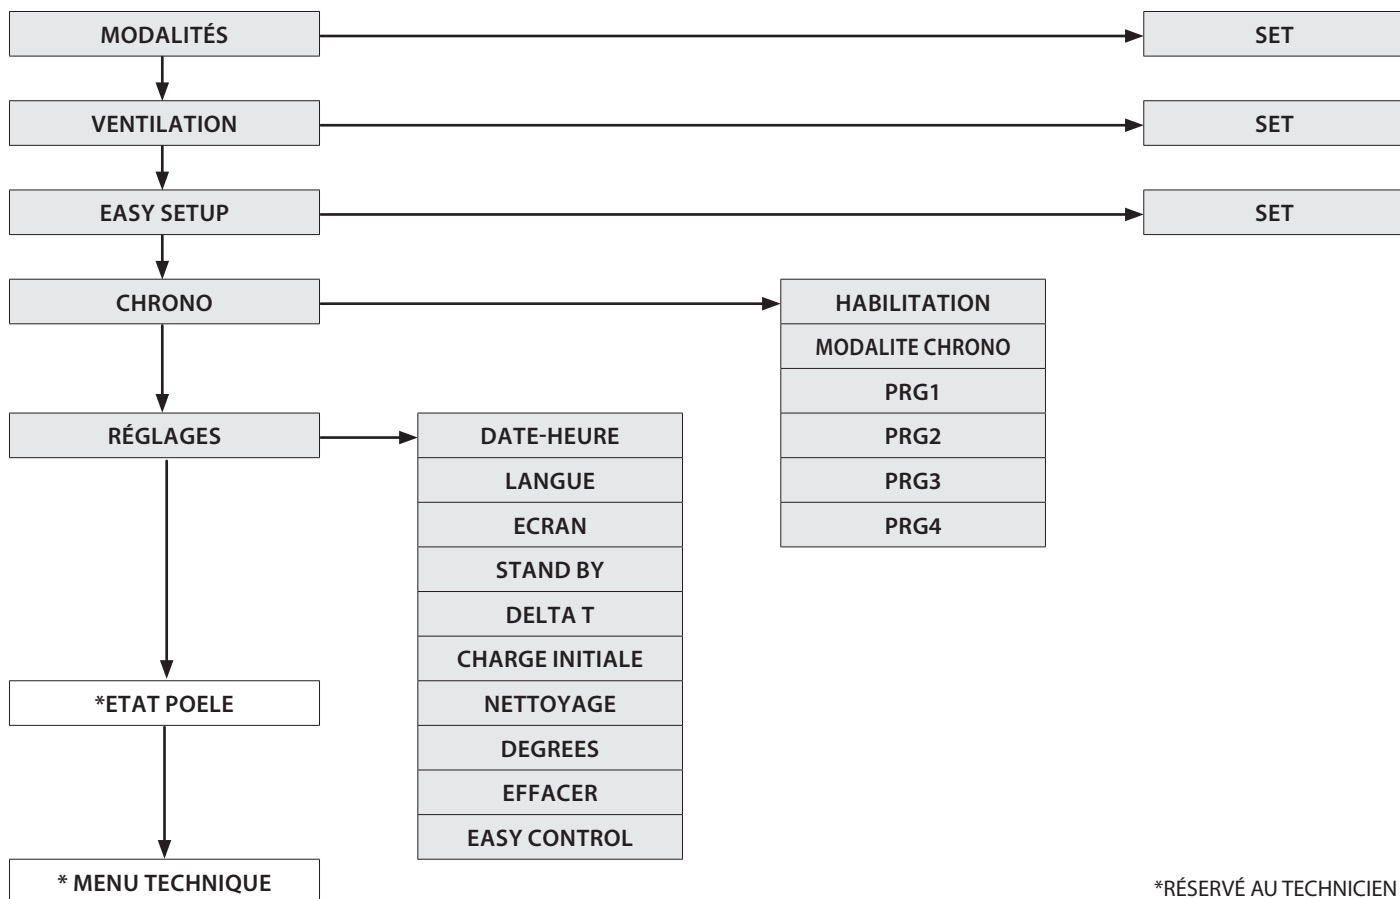 MODALITÉS
SET
VENTILATION
SET
EASY SETUP
SET
CHRONO
HABILITATION
MODALITE CHRONO
PRG1
PRG2
PRG3
PRG4
RÉGLAGES
DATE-HEURE
LANGUE
ECRAN
STAND BY
DELTA T
CHARGE INITIALE
NETTOYAGE
DEGREES
EFFACER
EASY CONTROL
*ETAT POELE
* MENU TECHNIQUE
*RÉSERVÉ AU TECHNICIEN